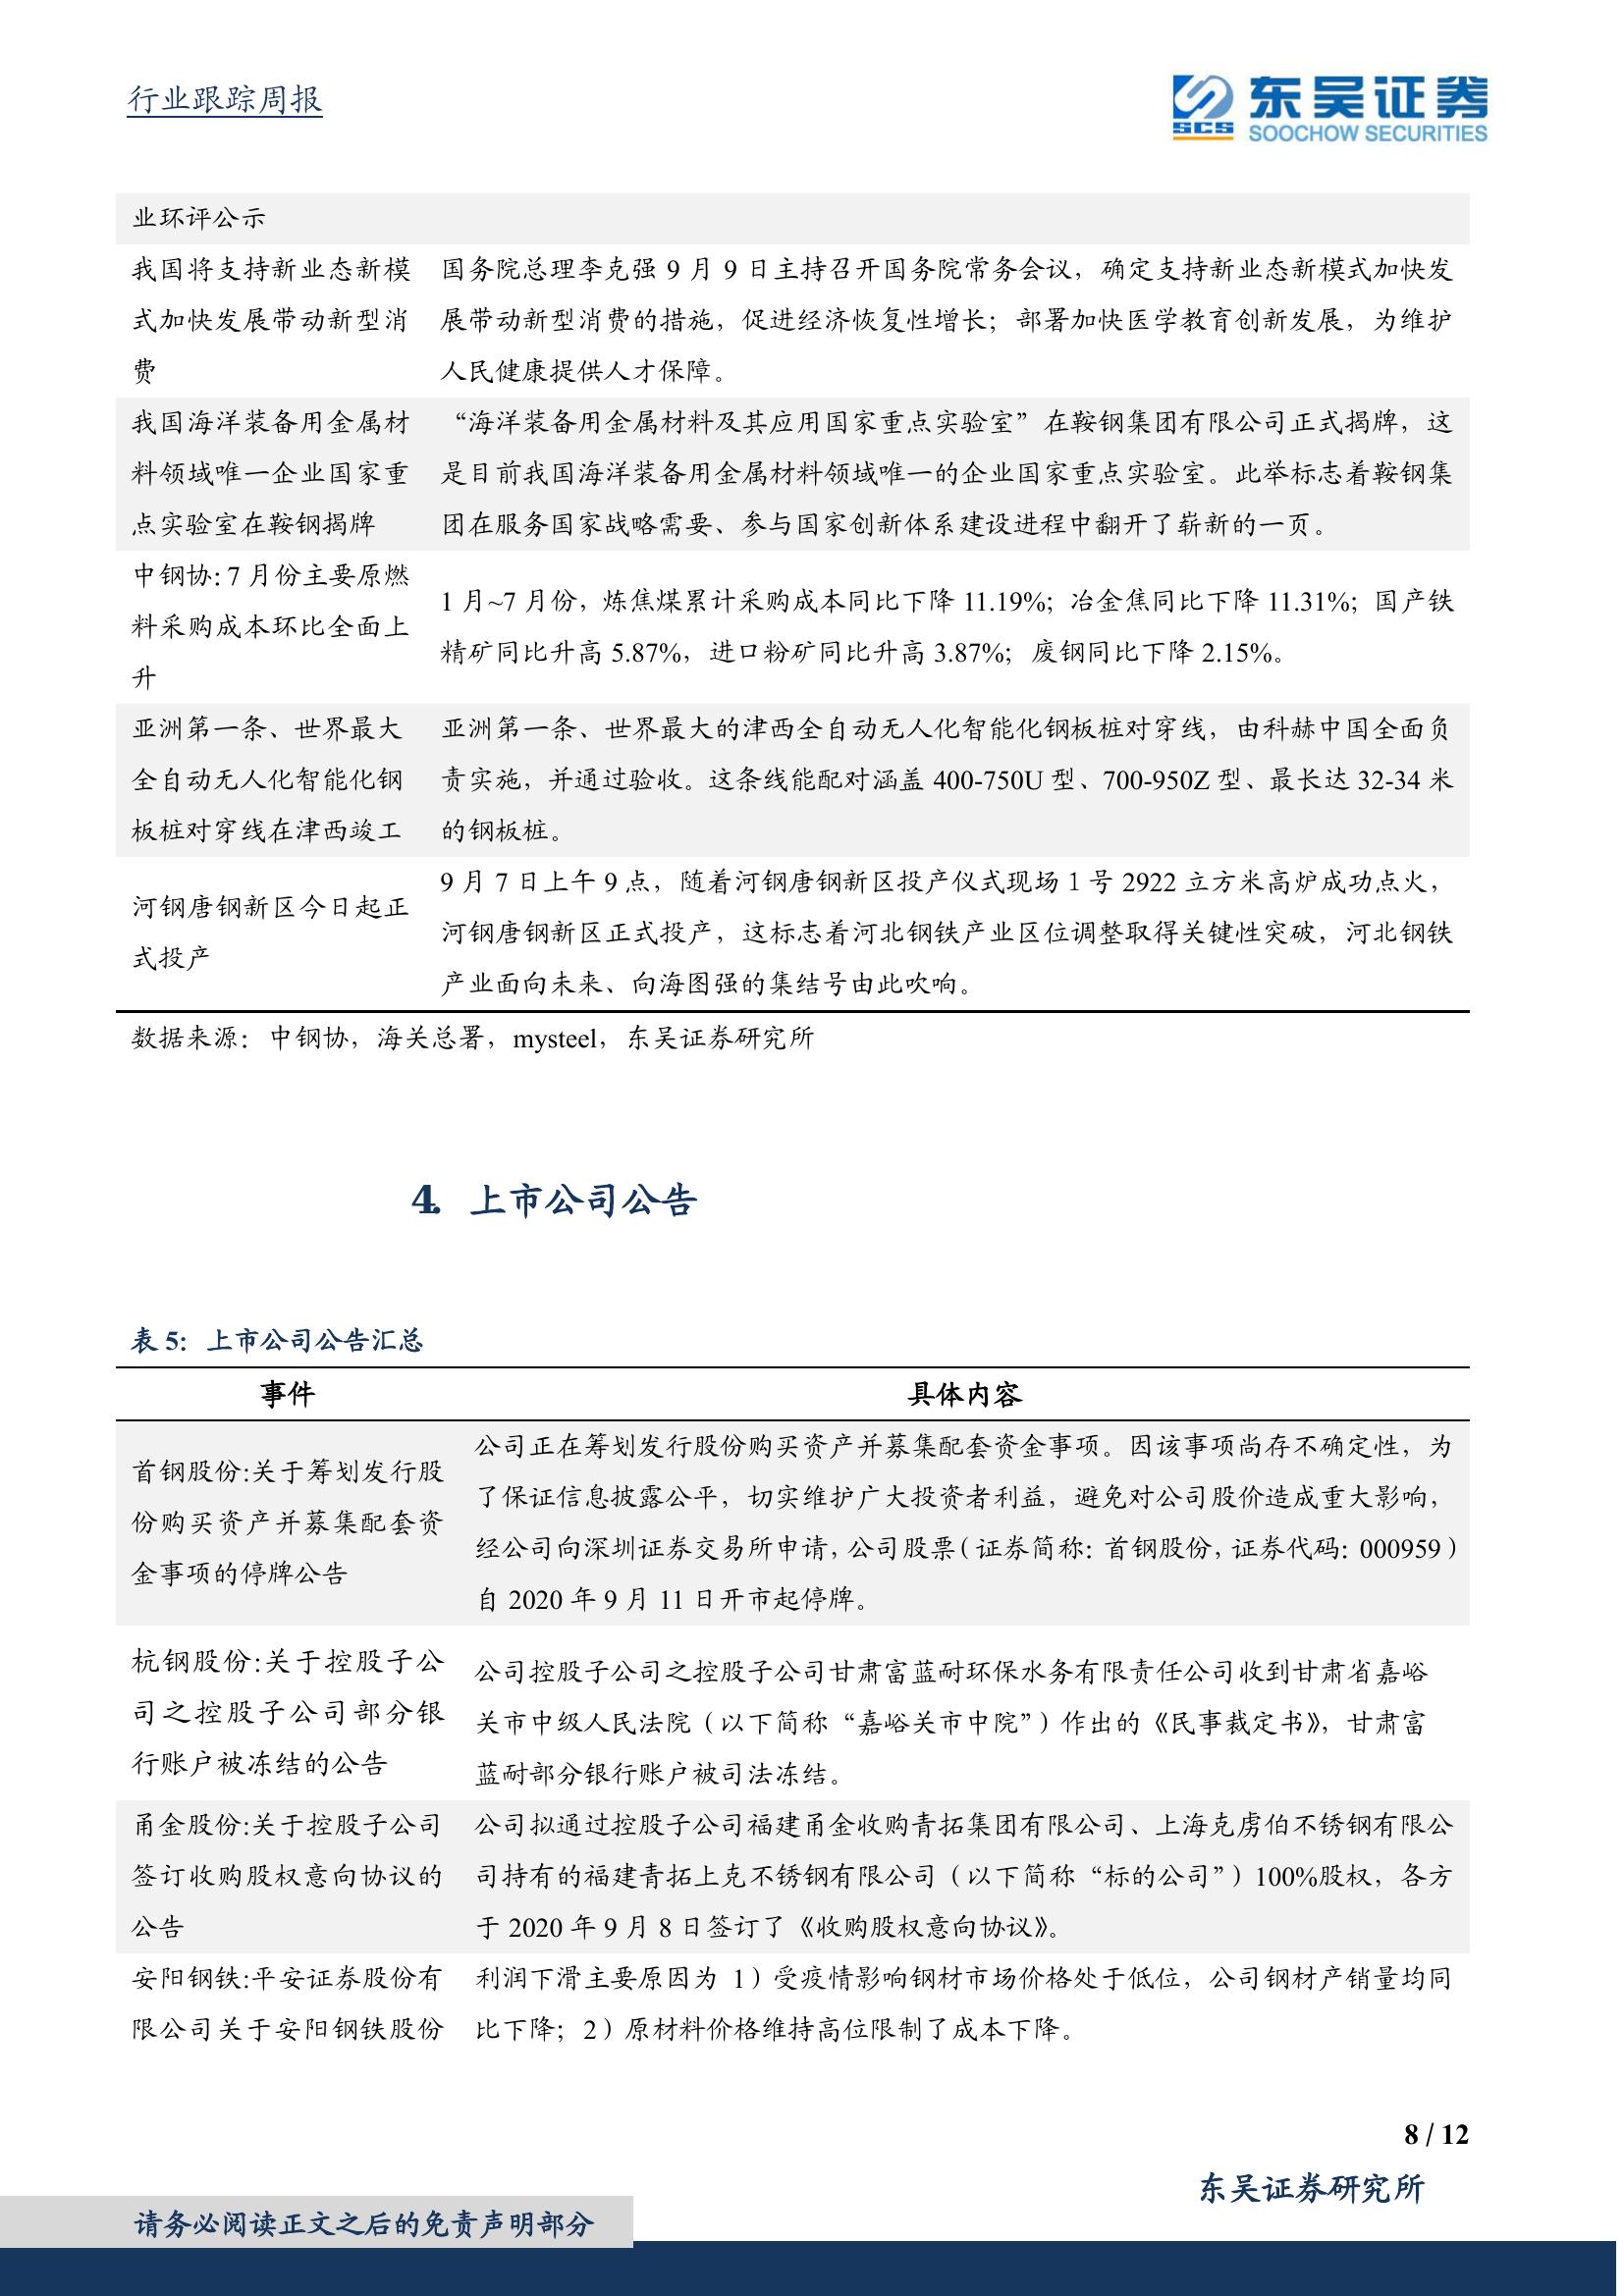 行业跟踪周报
SCS 东吴证券
SOOCHOW SECURITIES
业环评公示
我国将支持新业态新模
式加快发展带动新型消
费
国务院总理李克强 9 月 9 日主持召开国务院常务会议，确定支持新业态新模式加快发
展带动新型消费的措施，促进经济恢复性增长；部署加快医学教育创新发展，为维护
人民健康提供人才保障。
我国海洋装备用金属材
料领域唯一企业国家重
点实验室在鞍钢揭牌
“海洋装备用金属材料及其应用国家重点实验室”在鞍钢集团有限公司正式揭牌，这
是目前我国海洋装备用金属材料领域唯一的企业国家重点实验室。此举标志着鞍钢集
团在服务国家战略需要、参与国家创新体系建设进程中翻开了崭新的一页。
中钢协: 7 月份主要原燃
料采购成本环比全面上
升
1 月~7 月份，炼焦煤累计采购成本同比下降 11.19%；冶金焦同比下降 11.31%；国产铁
精矿同比升高 5.87%，进口粉矿同比升高 3.87%；废钢同比下降 2.15%。
亚洲第一条、世界最大
全自动无人化智能化钢
板桩对穿线在津西竣工
亚洲第一条、世界最大的津西全自动无人化智能化钢板桩对穿线，由科赫中国全面负
责实施，并通过验收。这条线能配对涵盖 400-750U 型、700-950Z 型、最长达 32-34 米
的钢板桩。
河钢唐钢新区今日起正
式投产
9 月 7 日上午 9 点，随着河钢唐钢新区投产仪式现场 1 号 2922 立方米高炉成功点火，
河钢唐钢新区正式投产，这标志着河北钢铁产业区位调整取得关键性突破，河北钢铁
产业面向未来、向海图强的集结号由此吹响。
数据来源：中钢协，海关总署，mysteel，东吴证券研究所
4. 上市公司公告
表 5：上市公司公告汇总
事件 具体内容
首钢股份:关于筹划发行股
份购买资产并募集配套资
金事项的停牌公告
公司正在筹划发行股份购买资产并募集配套资金事项。因该事项尚存不确定性，为
了保证信息披露公平，切实维护广大投资者利益，避免对公司股价造成重大影响，
经公司向深圳证券交易所申请，公司股票（证券简称：首钢股份，证券代码：000959）
自 2020 年 9 月 11 日开市起停牌。
杭钢股份:关于控股子公
司之控股子公司部分银
行账户被冻结的公告
公司控股子公司之控股子公司甘肃富蓝耐环保水务有限责任公司收到甘肃省嘉峪
关市中级人民法院（以下简称“嘉峪关市中院”）作出的《民事裁定书》，甘肃富
蓝耐部分银行账户被司法冻结。
甬金股份:关于控股子公司
签订收购股权意向协议的
公告
公司拟通过控股子公司福建甬金收购青拓集团有限公司、上海克虏伯不锈钢有限公
司持有的福建青拓上克不锈钢有限公司（以下简称“标的公司”）100%股权，各方
于 2020 年 9 月 8 日签订了《收购股权意向协议》。
安阳钢铁:平安证券股份有
限公司关于安阳钢铁股份
利润下滑主要原因为 1）受疫情影响钢材市场价格处于低位，公司钢材产销量均同
比下降；2）原材料价格维持高位限制了成本下降。
8 / 12
东吴证券研究所
请务必阅读正文之后的免责声明部分